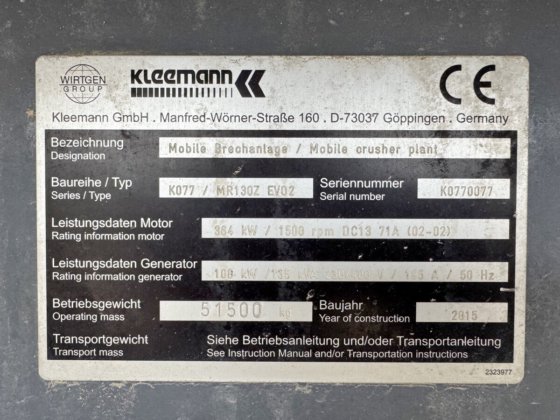 WIRTGEN GROUP
KLEEMANN
CE
Kleemann GmbH . Manfred-Wörner-Straße 160 . D-73037 Göppingen . Germany
Bezeichnung Mobile Brechanlage / Mobile crusher plant
Designation
Baureihe / Typ K077 / MR130Z EVO2 Seriennummer K0770077
Series / Type Serial number
Leistungsdaten Motor 364 kW / 1500 rpm DC13 71A (02-02)
Rating information motor
Leistungsdaten Generator / 50 Hz
Rating information generator
Betriebsgewicht 51500 kg Baujahr 2015
Operating mass Year of construction
Transportgewicht Siehe Betriebsanleitung und/oder Transportanleitung
Transport mass See Instruction Manual and/or Transportation instructions
2323977